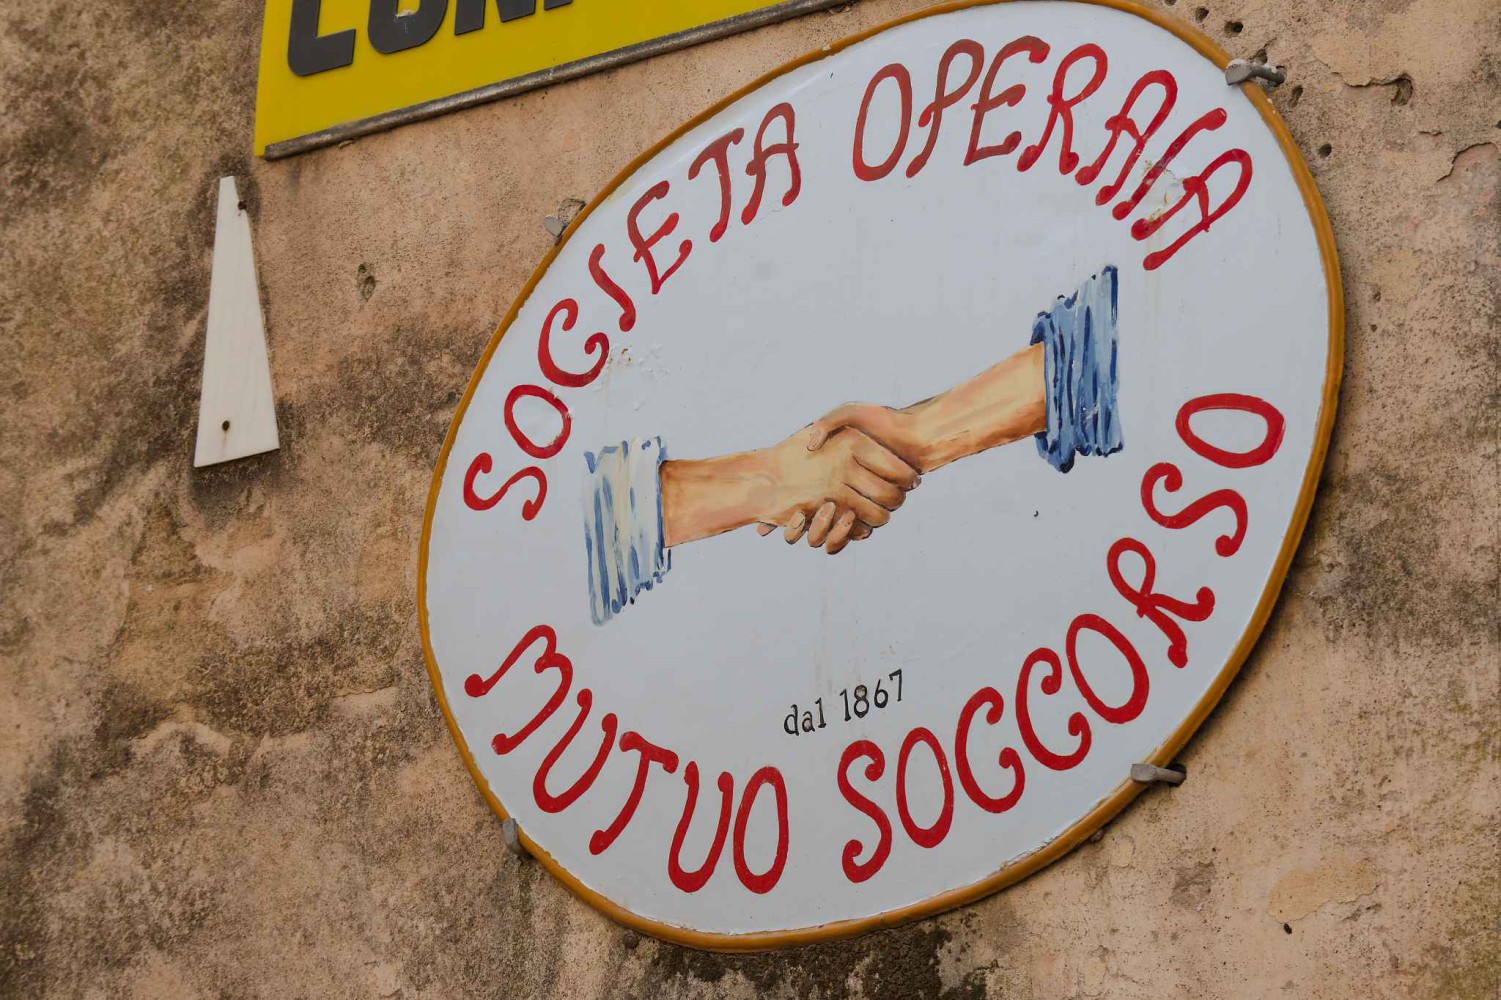 SOCIETA OPERAIA
dal 1867
MUTUO SOCCORSO